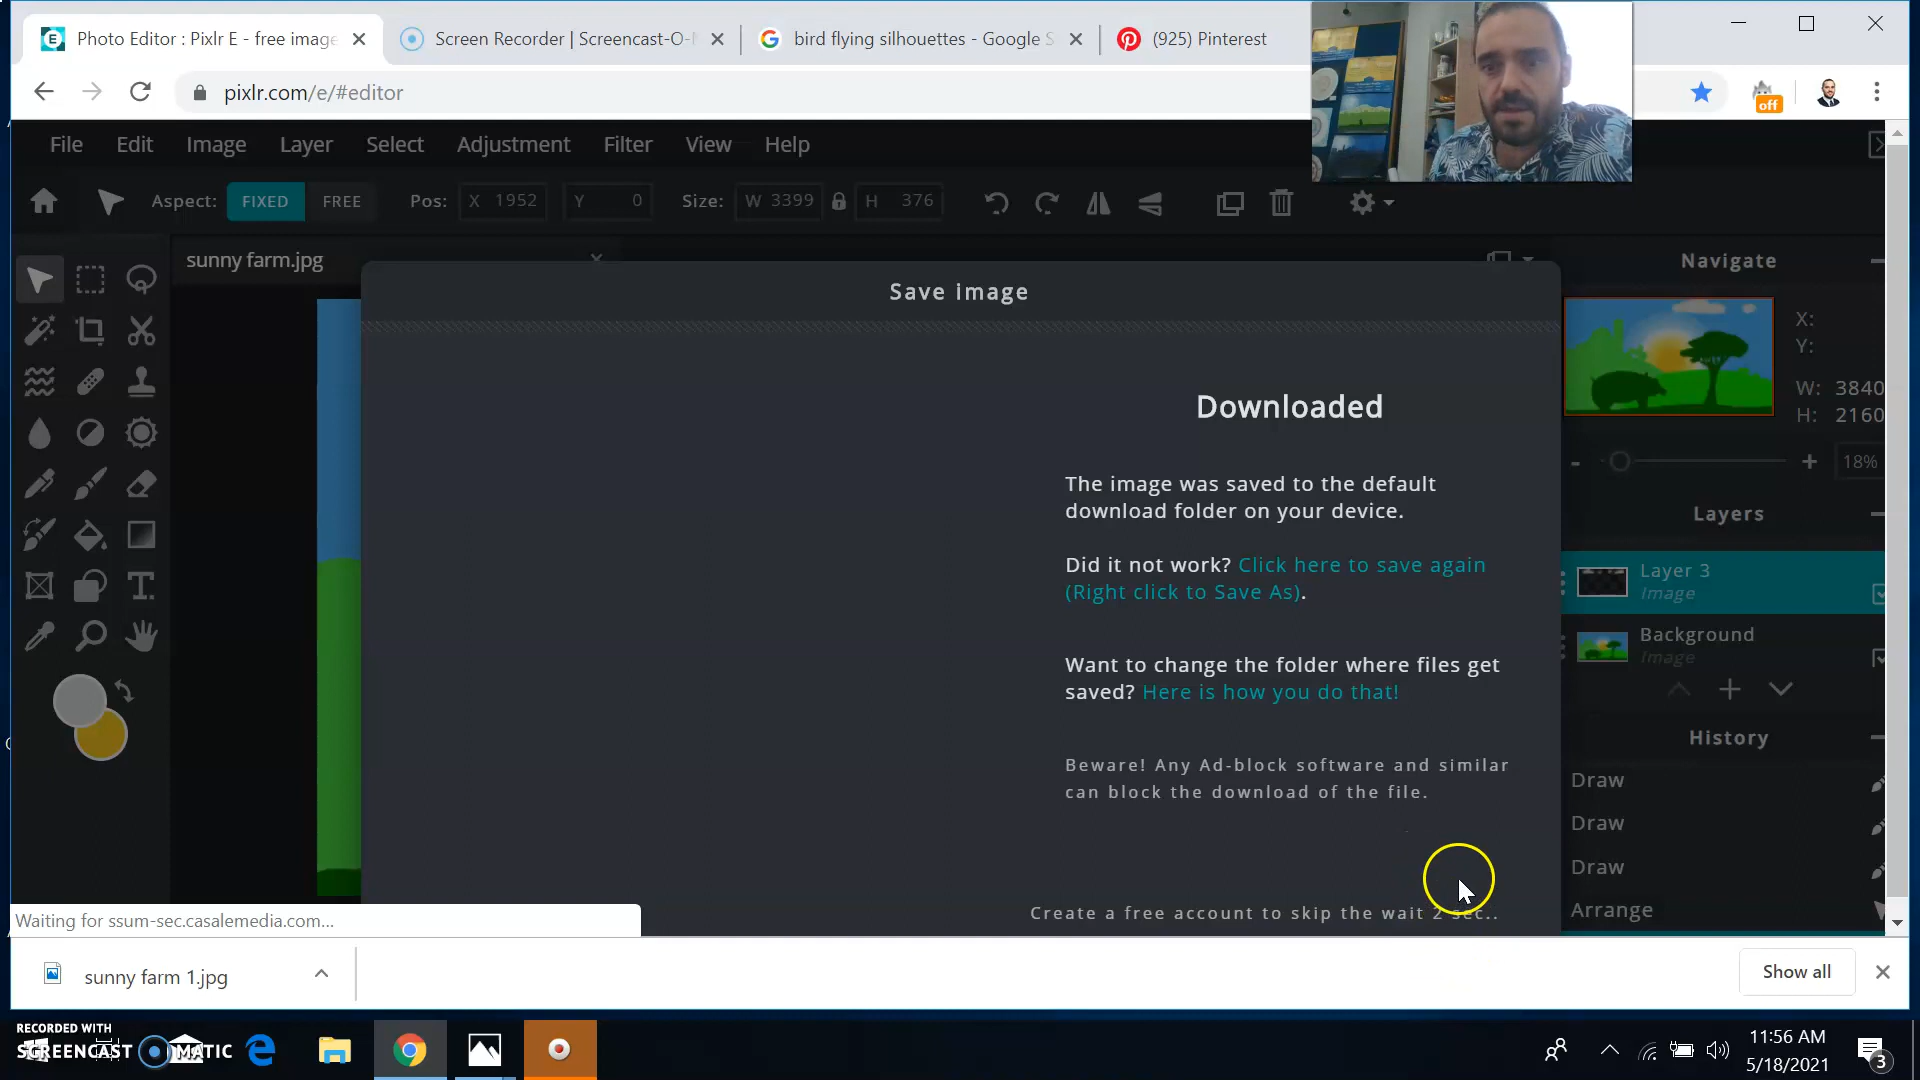 Photo Editor : Pixlr E - free image
Screen Recorder | Screencast-O-
bird flying silhouettes - Google S
(925) Pinterest
pixlr.com/e/#editor
off
File Edit Image Layer Select Adjustment Filter View Help
Aspect: FIXED FREE Pos: X 1952 Y 0 Size: W 3399 H 376
sunny farm.jpg
Navigate
X:
Y:
W: 3840
H: 2160
18%
Save image
Downloaded
The image was saved to the default
download folder on your device.
Did it not work? Click here to save again
(Right click to Save As).
Want to change the folder where files get
saved? Here is how you do that!
Beware! Any Ad-block software and similar
can block the download of the file.
Create a free account to skip the wait 2 sec..
Layers
Layer 3
Image
Background
Image
History
Draw
Draw
Draw
Arrange
Waiting for ssum-sec.casalemedia.com...
sunny farm 1.jpg
Show all
RECORDED WITH
SCREENCAST MATIC
11:56 AM
5/18/2021
3